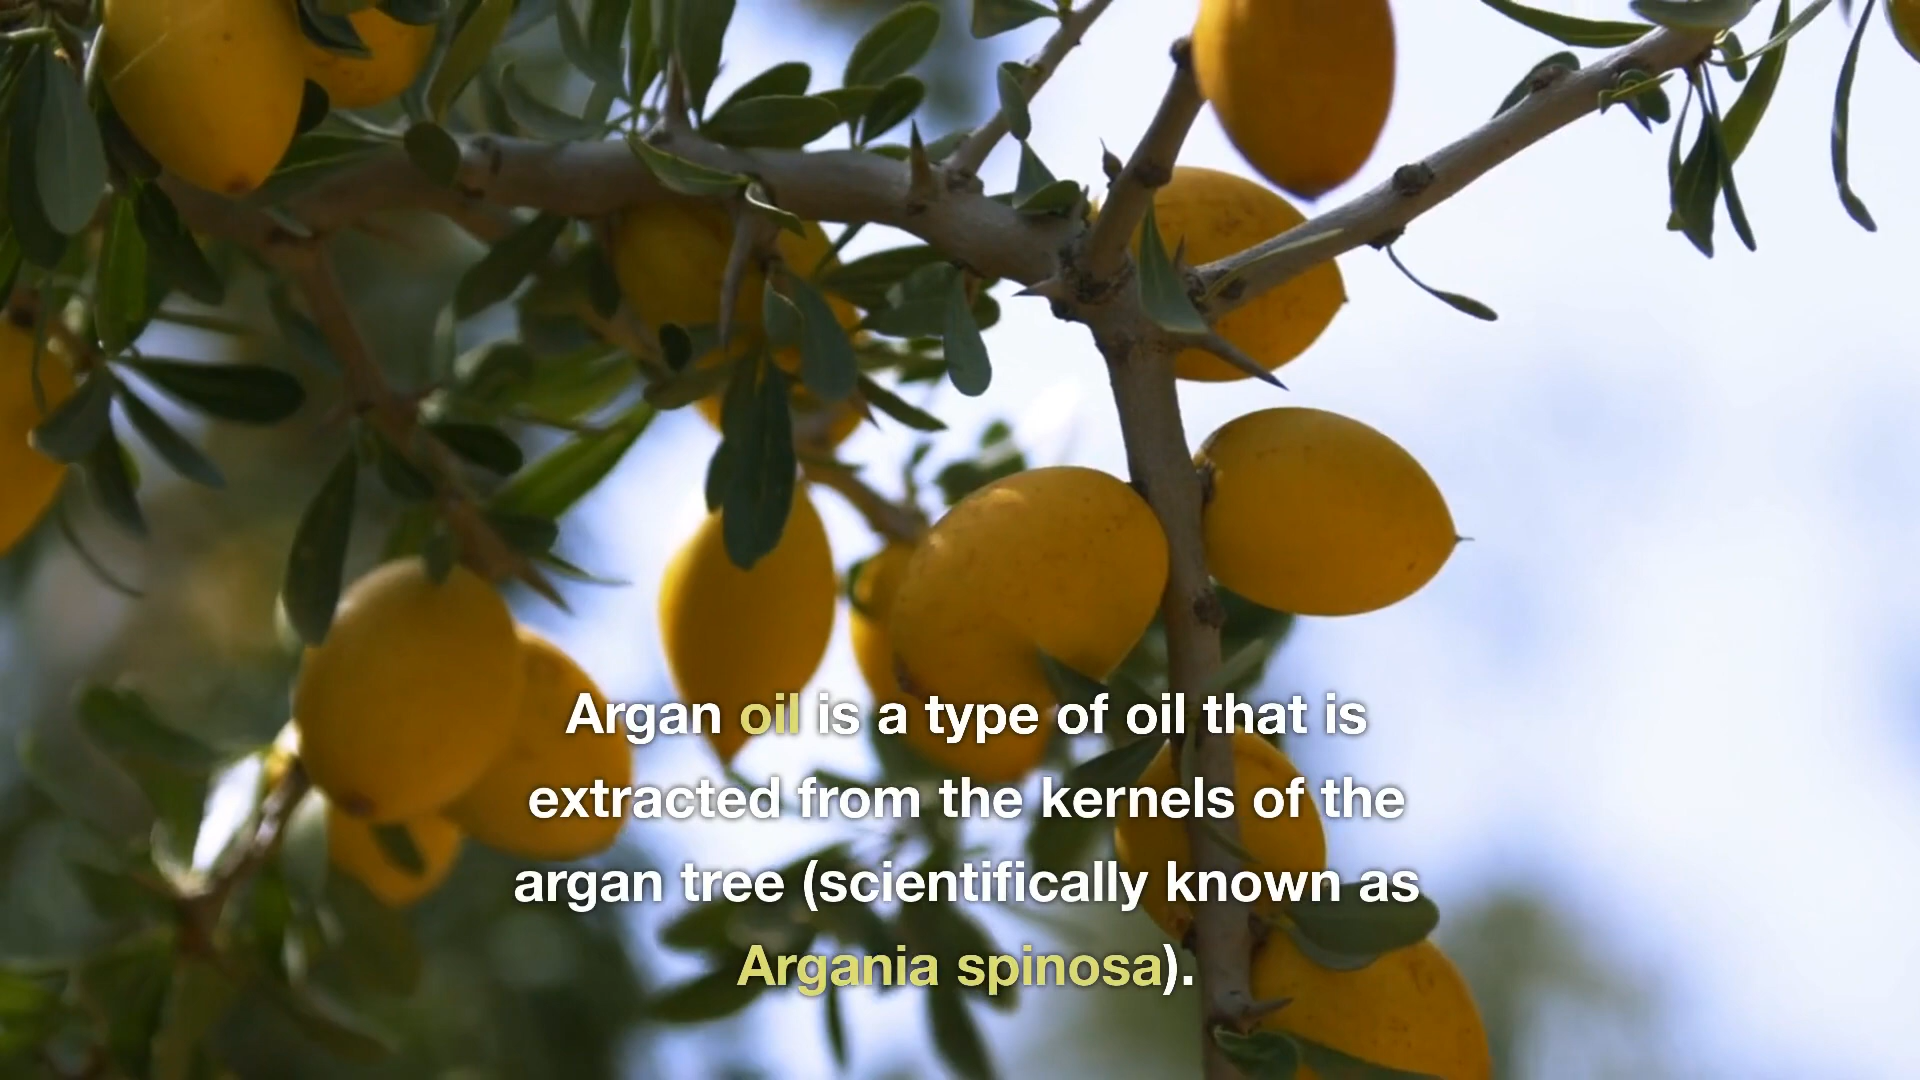 Argan oil is a type of oil that is
extracted from the kernels of the
argan tree (scientifically known as
Argania spinosa).